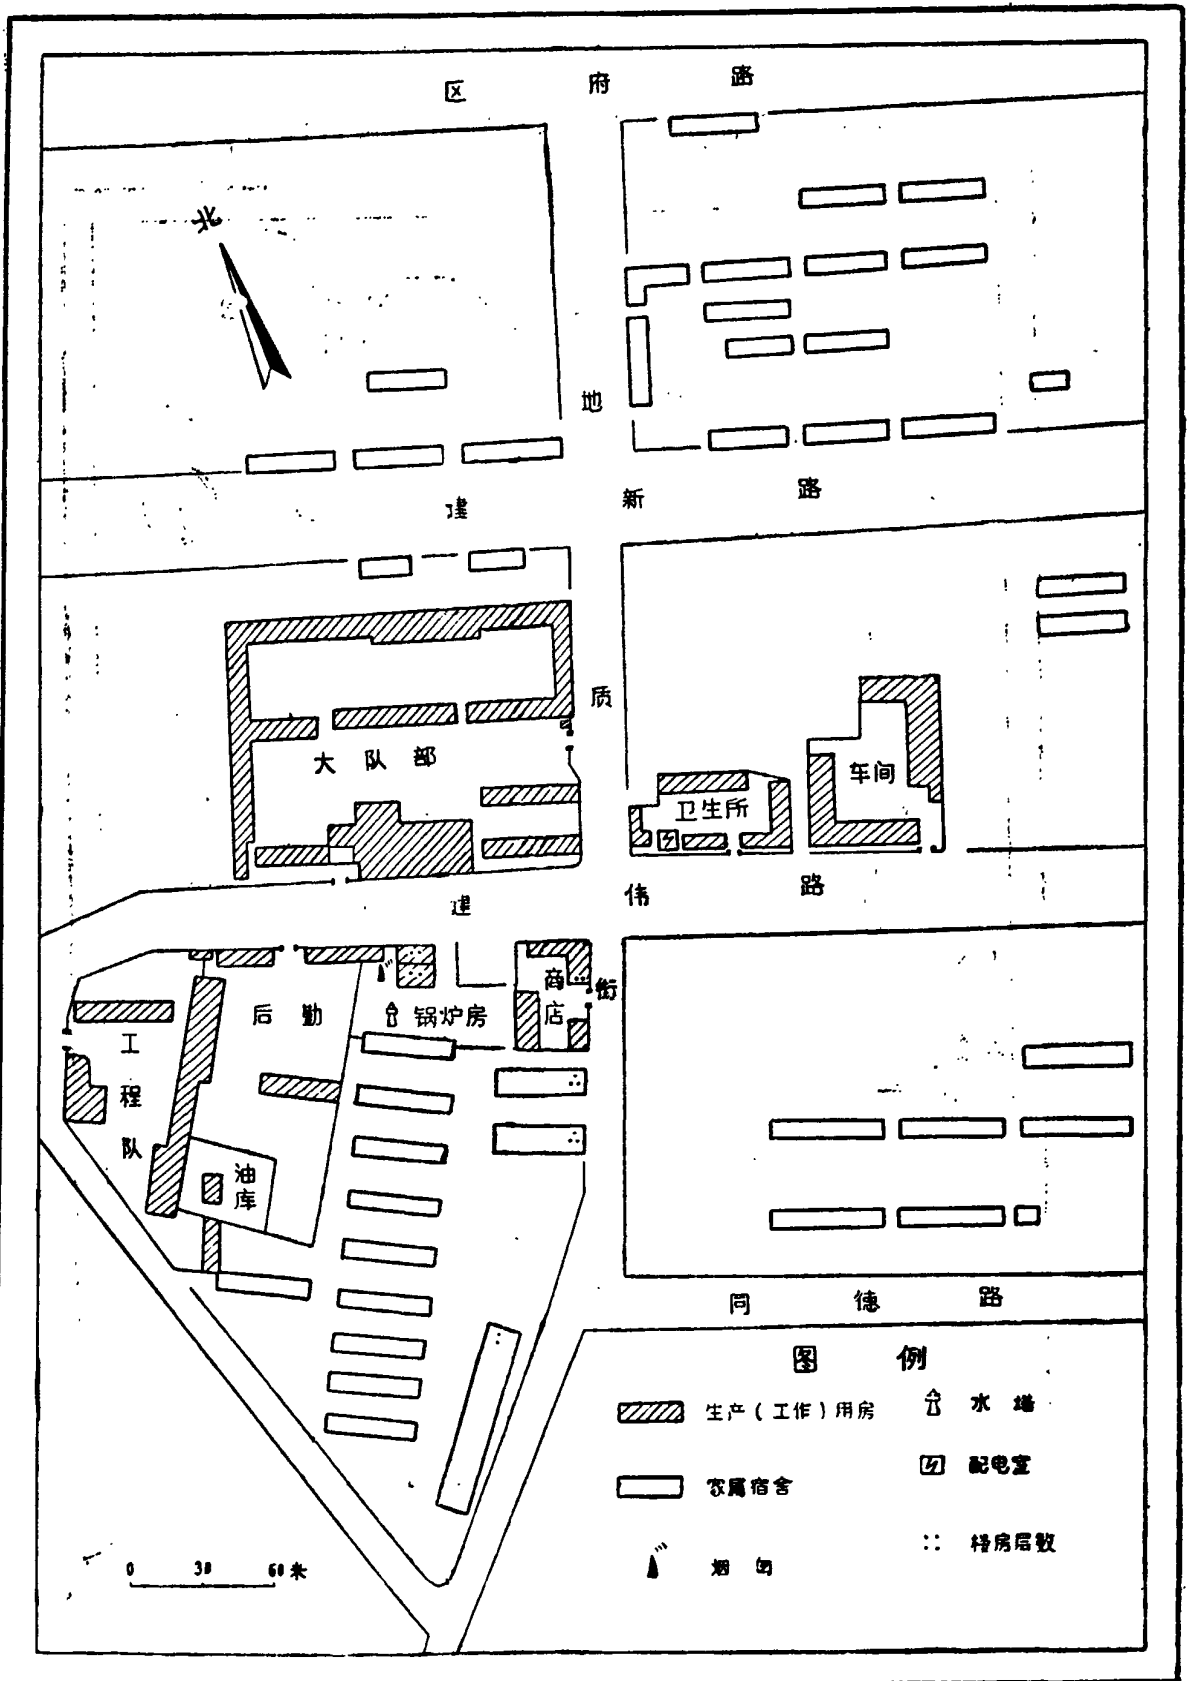 区府路
北
地质街
建新路
大队部
卫生所
车间
建伟路
商店
后勤
锅炉房
工程队
油库
同德路
图例
生产(工作)用房
水塔
家属宿舍
配电室
烟囱
楼房层数
0 30 60米